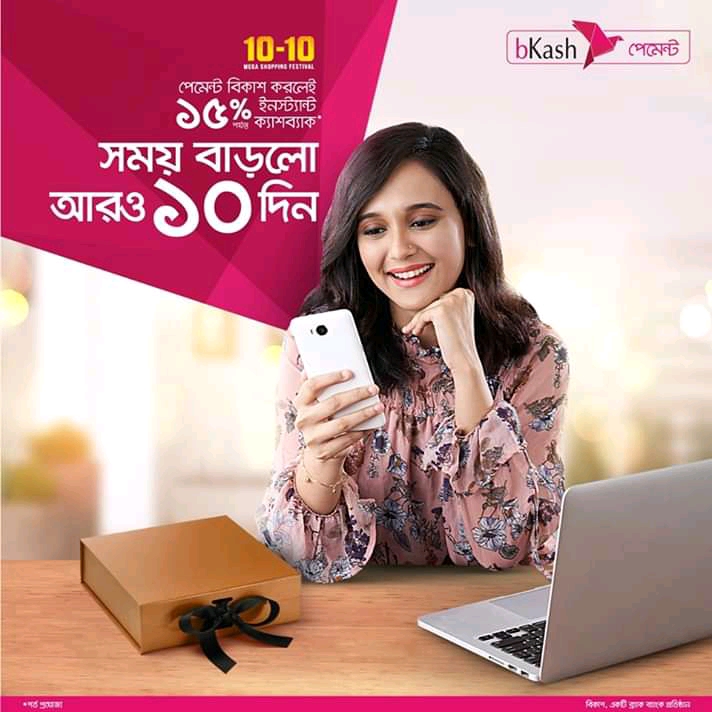 10-10
MEGA SHOPPING FESTIVAL
পেমেন্ট বিকাশ করলেই
১৫% পর্যন্ত ইনস্ট্যান্ট ক্যাশব্যাক*
সময় বাড়লো
আরও ১০ দিন
bKash পেমেন্ট
*শর্ত প্রযোজ্য
বিকাশ, একটি ব্র্যাক ব্যাংক প্রতিষ্ঠান